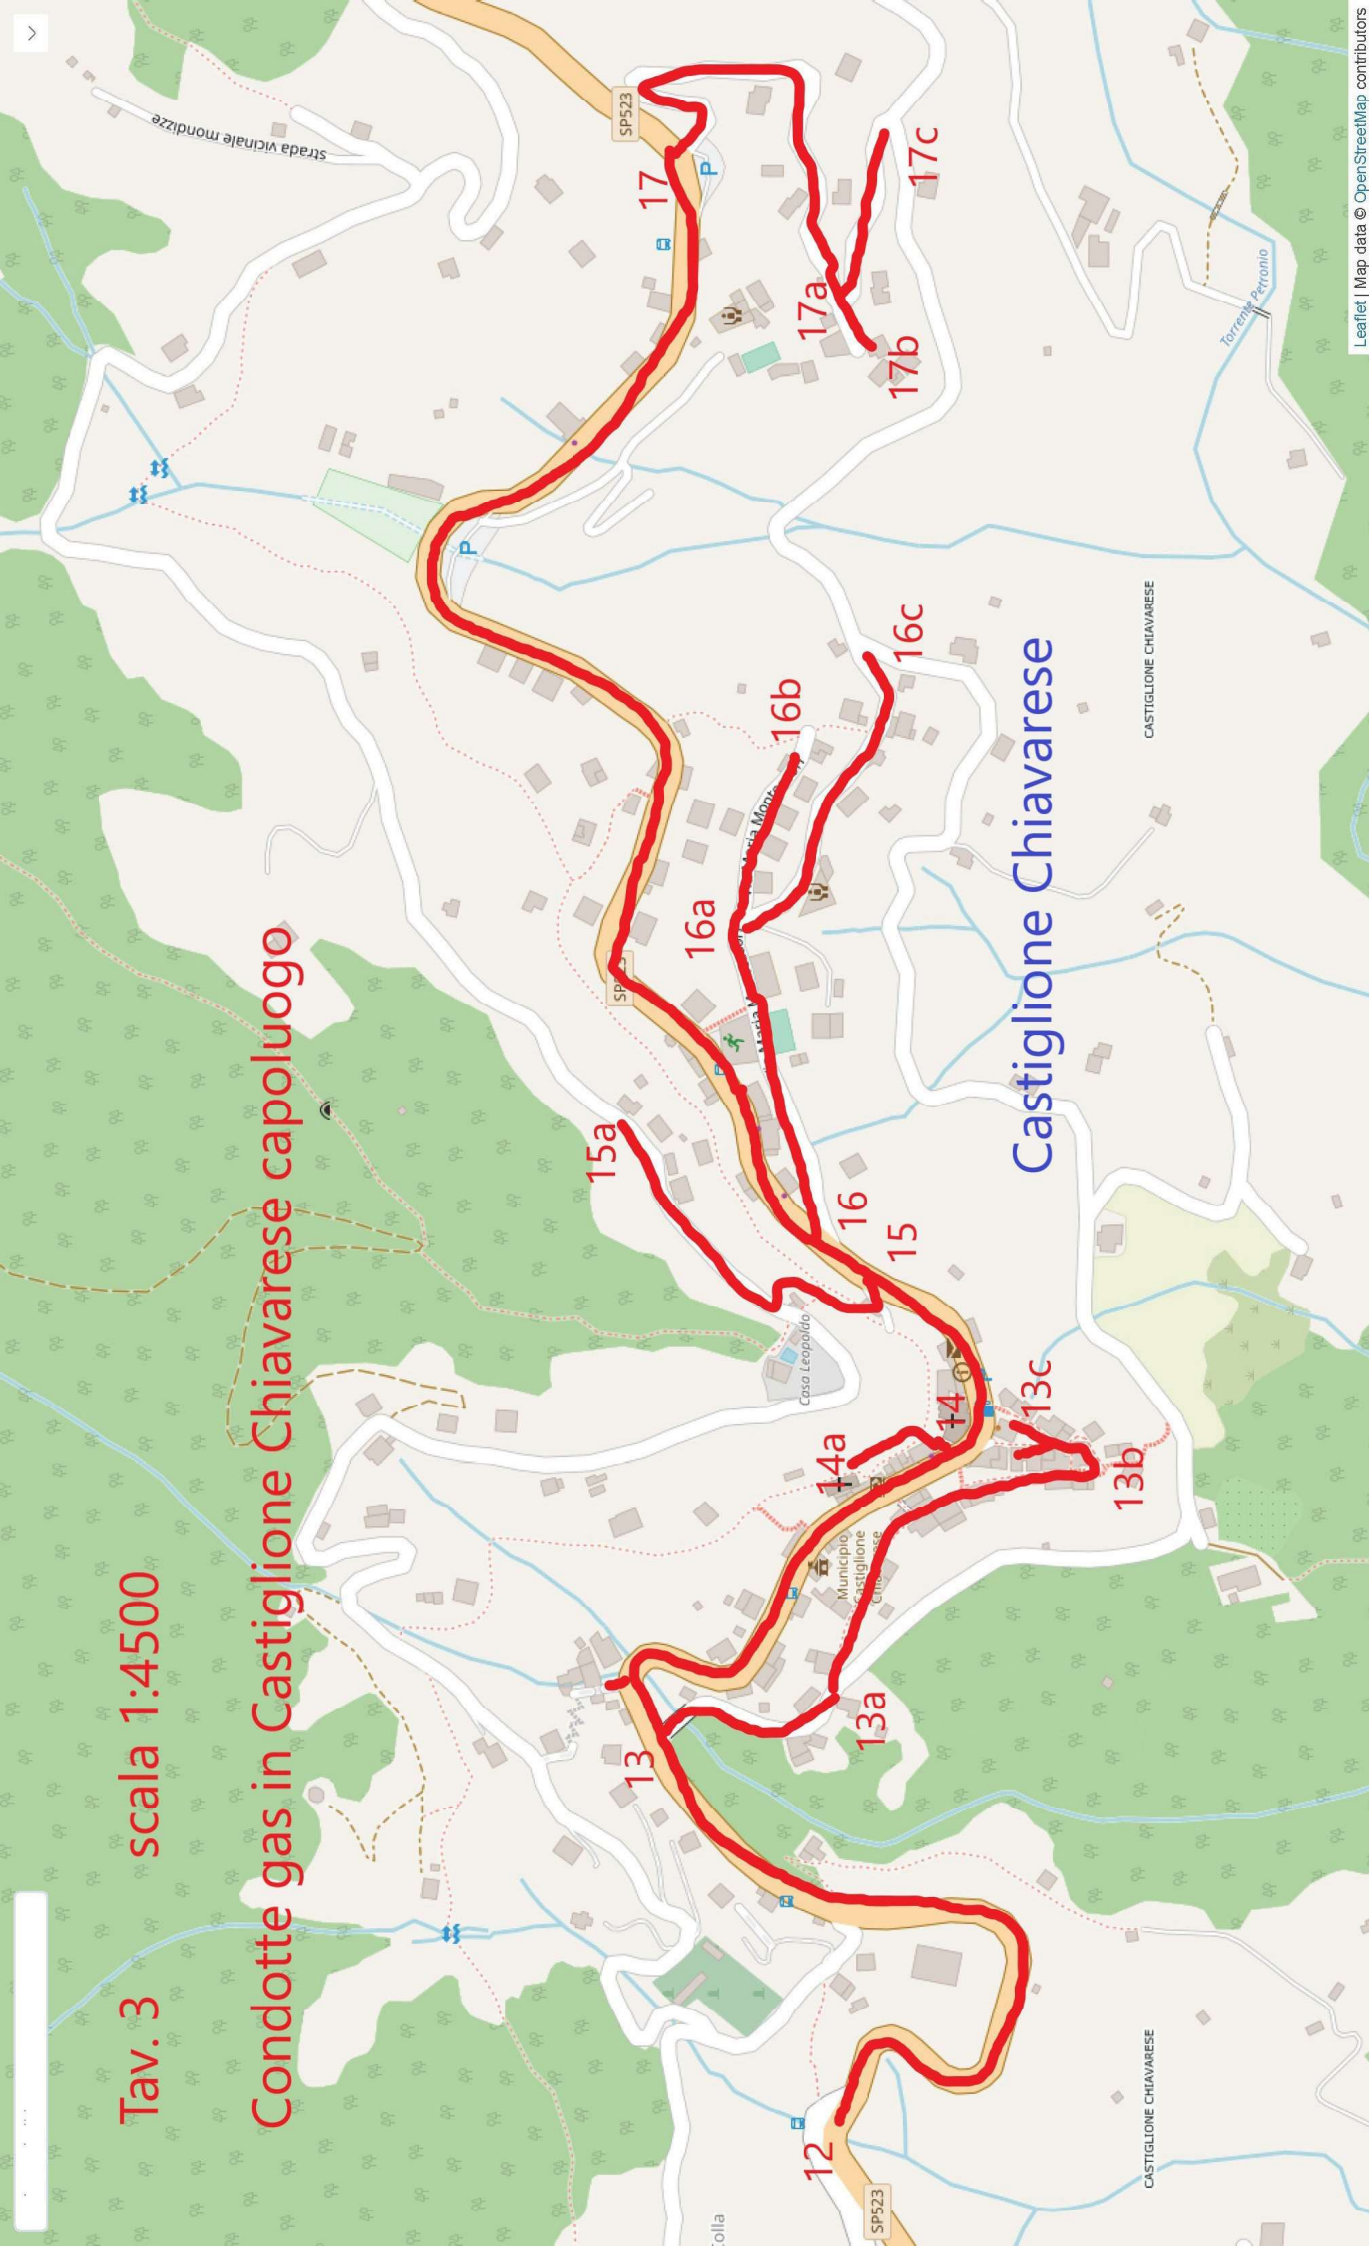 Tav. 3 scala 1:4500
Condotte gas in Castiglione Chiavarese capoluogo
strada vicinale mondizze
SP523
17
17c
17a
17b
Torrente Petronio
16c
16b
16a
SP523
15a
16
15
Casa Leopoldo
14a
14
13c
13b
Municipio
Castiglione
13
13a
12
SP523
Castiglione Chiavarese
CASTIGLIONE CHIAVARESE
CASTIGLIONE CHIAVARESE
P
P
Leaflet | Map data © OpenStreetMap contributors